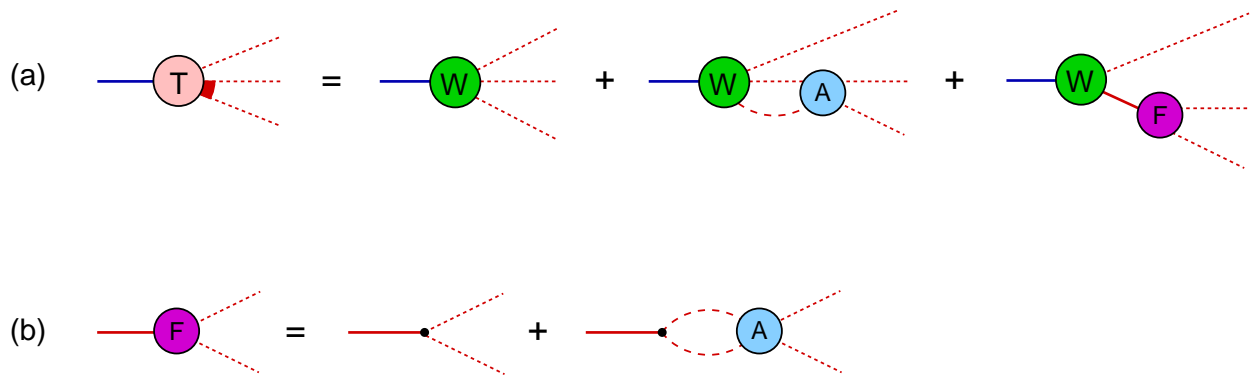 (a) T = W + W A + W F
(b) F = + A